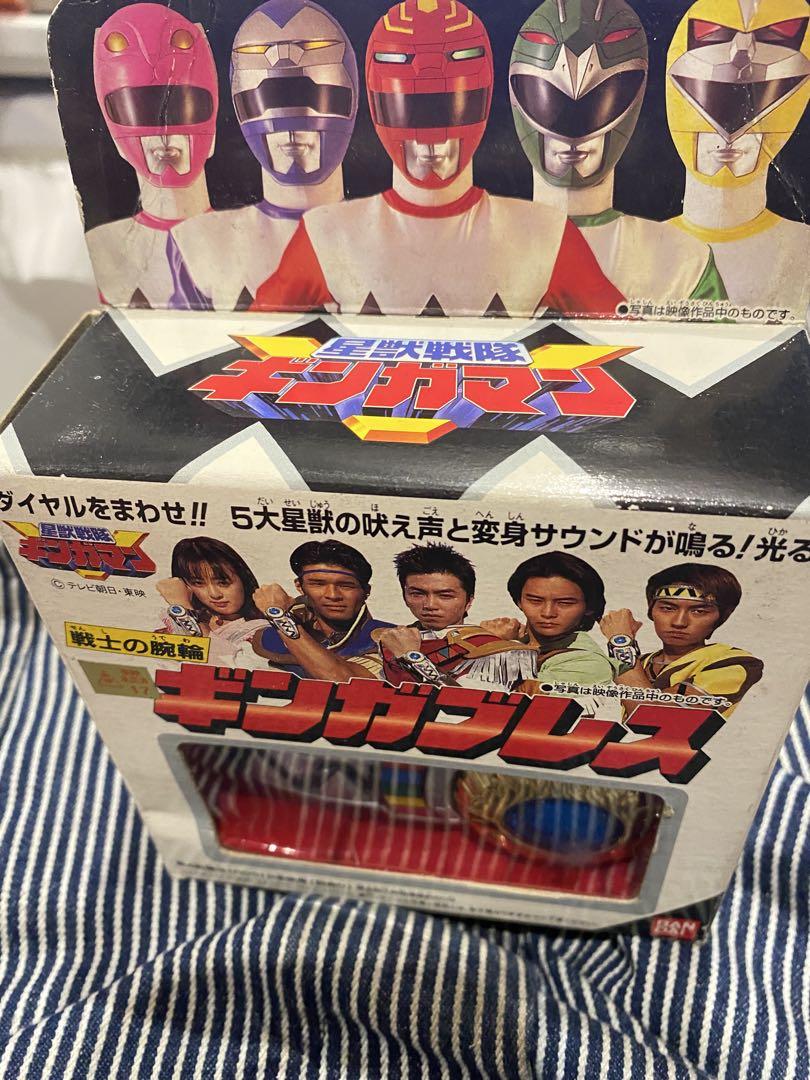 ●写真は映像作品中のものです。
星獣戦隊
ギンガマン
ダイヤルをまわせ!! 5大星獣の吠え声と変身サウンドが鳴る!光る
星獣戦隊
ギンガマン
©テレビ朝日・東映
戦士の腕輪
17
●写真は映像作品中のものです。
ギンガブレス
BAN